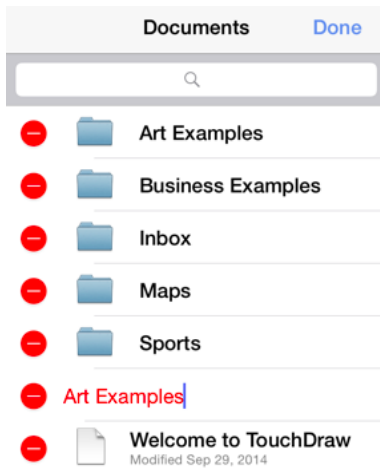 Documents Done
Art Examples
Business Examples
Inbox
Maps
Sports
Art Examples
Welcome to TouchDraw
Modified Sep 29, 2014